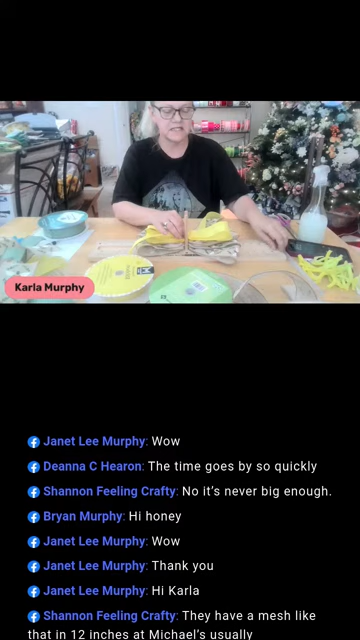 Karla Murphy
Janet Lee Murphy: Wow
Deanna C Hearon: The time goes by so quickly
Shannon Feeling Crafty: No it's never big enough.
Bryan Murphy: Hi honey
Janet Lee Murphy: Wow
Janet Lee Murphy: Thank you
Janet Lee Murphy: Hi Karla
Shannon Feeling Crafty: They have a mesh like
that in 12 inches at Michael's usually